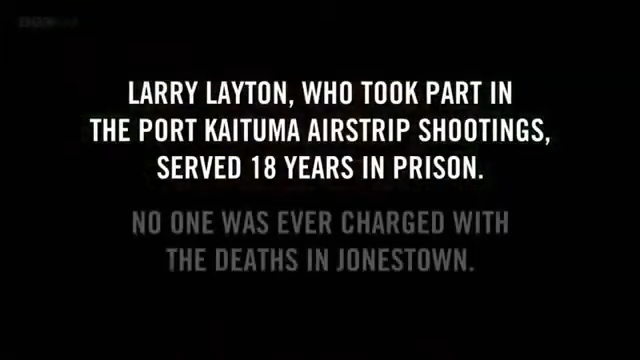 LARRY LAYTON, WHO TOOK PART IN
THE PORT KAITUMA AIRSTRIP SHOOTINGS,
SERVED 18 YEARS IN PRISON.
NO ONE WAS EVER CHARGED WITH
THE DEATHS IN JONESTOWN.